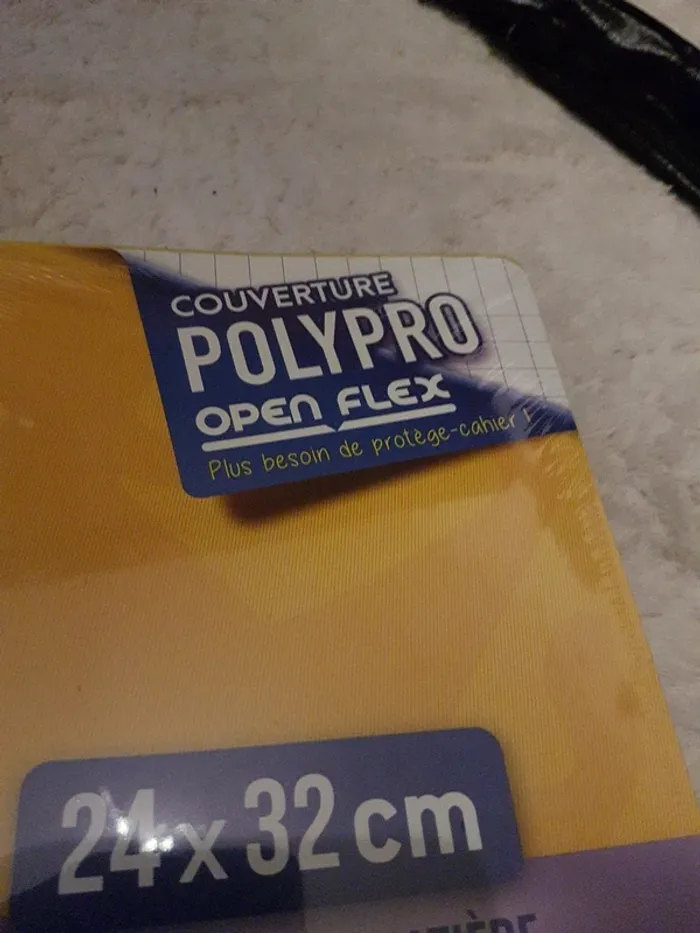 COUVERTURE
POLYPRO
OPEN FLEX
Plus besoin de protège-cahier !
24 x 32 cm